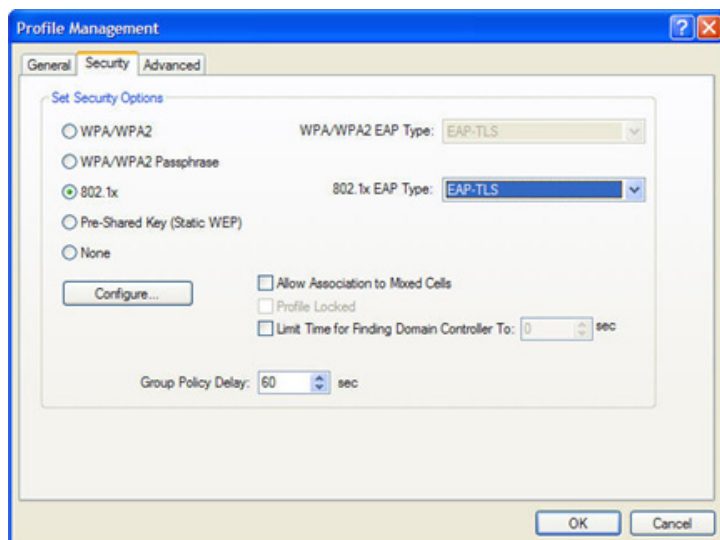 Profile Management
General Security Advanced
Set Security Options
WPA/WPA2 WPA/WPA2 EAP Type: EAP-TLS
WPA/WPA2 Passphrase
802.1x 802.1x EAP Type: EAP-TLS
Pre-Shared Key (Static WEP)
None
Configure... Allow Association to Mixed Cells
Profile Locked
Limit Time for Finding Domain Controller To: 0 sec
Group Policy Delay: 60 sec
OK Cancel